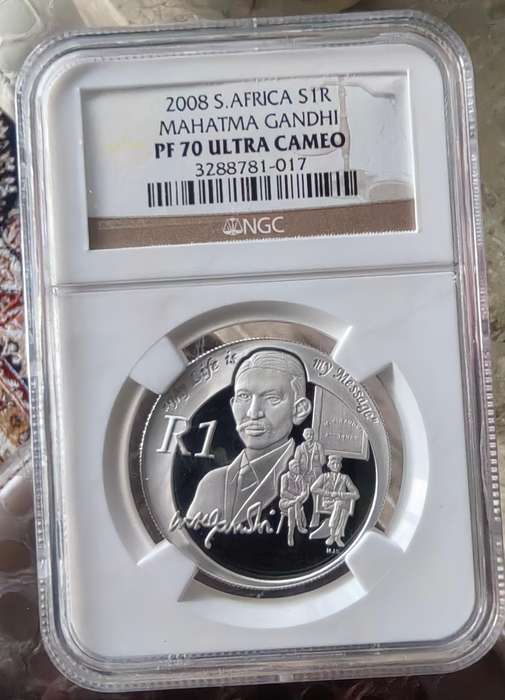 2008 S.AFRICA S1R
MAHATMA GANDHI
PF 70 ULTRA CAMEO
3288781-017
NGC
"My Life is my Message"
R1
MKGandhi